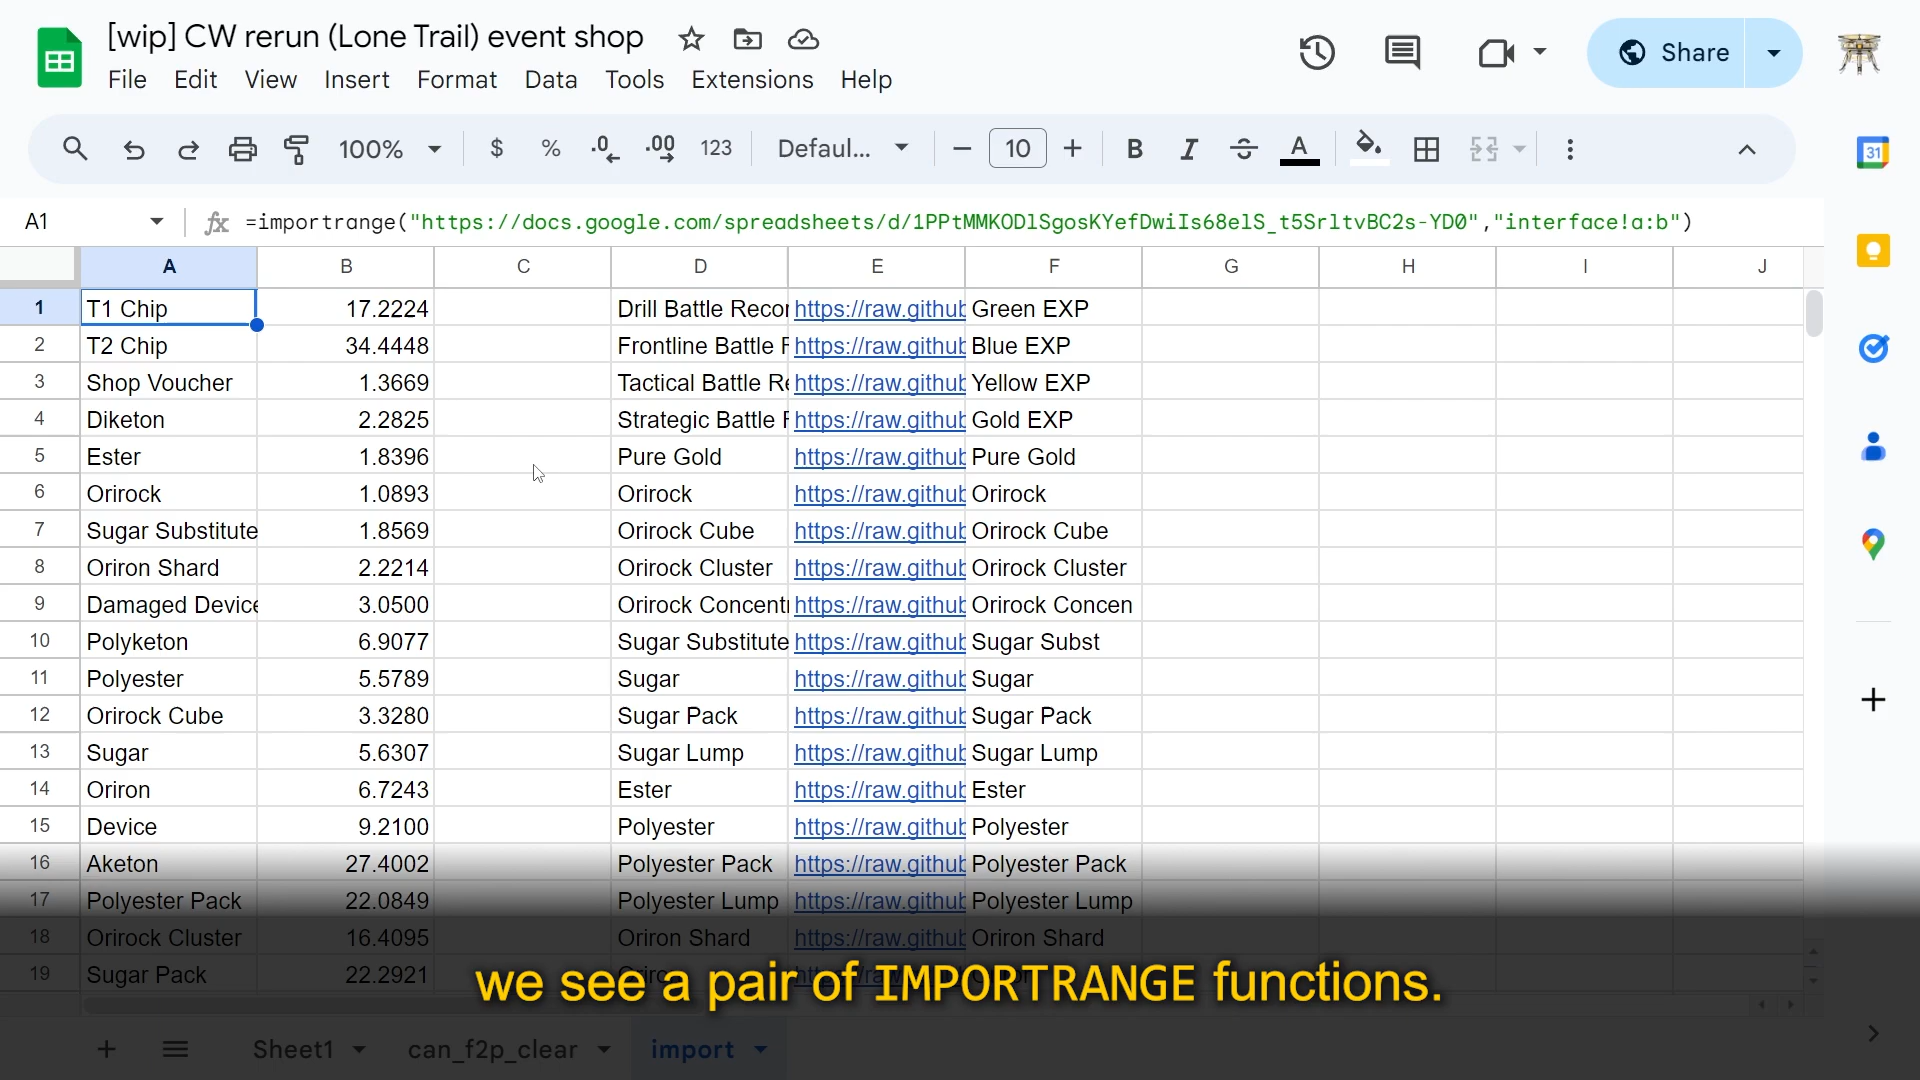 [wip] CW rerun (Lone Trail) event shop
File Edit View Insert Format Data Tools Extensions Help
Share
31
100% $ % .0 .00 123 Defaul... 10 B I A
A1 fx =importrange("https://docs.google.com/spreadsheets/d/1PPtMMKODlSgosKYefDwiIs68elS_t5SrltvBC2s-YD0","interface!a:b")
A B C D E F G H I J
1 T1 Chip 17.2224 Drill Battle Recor https://raw.github Green EXP
2 T2 Chip 34.4448 Frontline Battle R https://raw.github Blue EXP
3 Shop Voucher 1.3669 Tactical Battle Re https://raw.github Yellow EXP
4 Diketon 2.2825 Strategic Battle R https://raw.github Gold EXP
5 Ester 1.8396 Pure Gold https://raw.github Pure Gold
6 Orirock 1.0893 Orirock https://raw.github Orirock
7 Sugar Substitute 1.8569 Orirock Cube https://raw.github Orirock Cube
8 Oriron Shard 2.2214 Orirock Cluster https://raw.github Orirock Cluster
9 Damaged Device 3.0500 Orirock Concentr https://raw.github Orirock Concen
10 Polyketon 6.9077 Sugar Substitute https://raw.github Sugar Subst
11 Polyester 5.5789 Sugar https://raw.github Sugar
12 Orirock Cube 3.3280 Sugar Pack https://raw.github Sugar Pack
13 Sugar 5.6307 Sugar Lump https://raw.github Sugar Lump
14 Oriron 6.7243 Ester https://raw.github Ester
15 Device 9.2100 Polyester https://raw.github Polyester
16 Aketon 27.4002 Polyester Pack https://raw.github Polyester Pack
17 Polyester Pack 22.0849 Polyester Lump https://raw.github Polyester Lump
18 Orirock Cluster 16.4095 Oriron Shard https://raw.github Oriron Shard
19 Sugar Pack 22.2921
we see a pair of IMPORTRANGE functions.
Sheet1 can_f2p_clear import